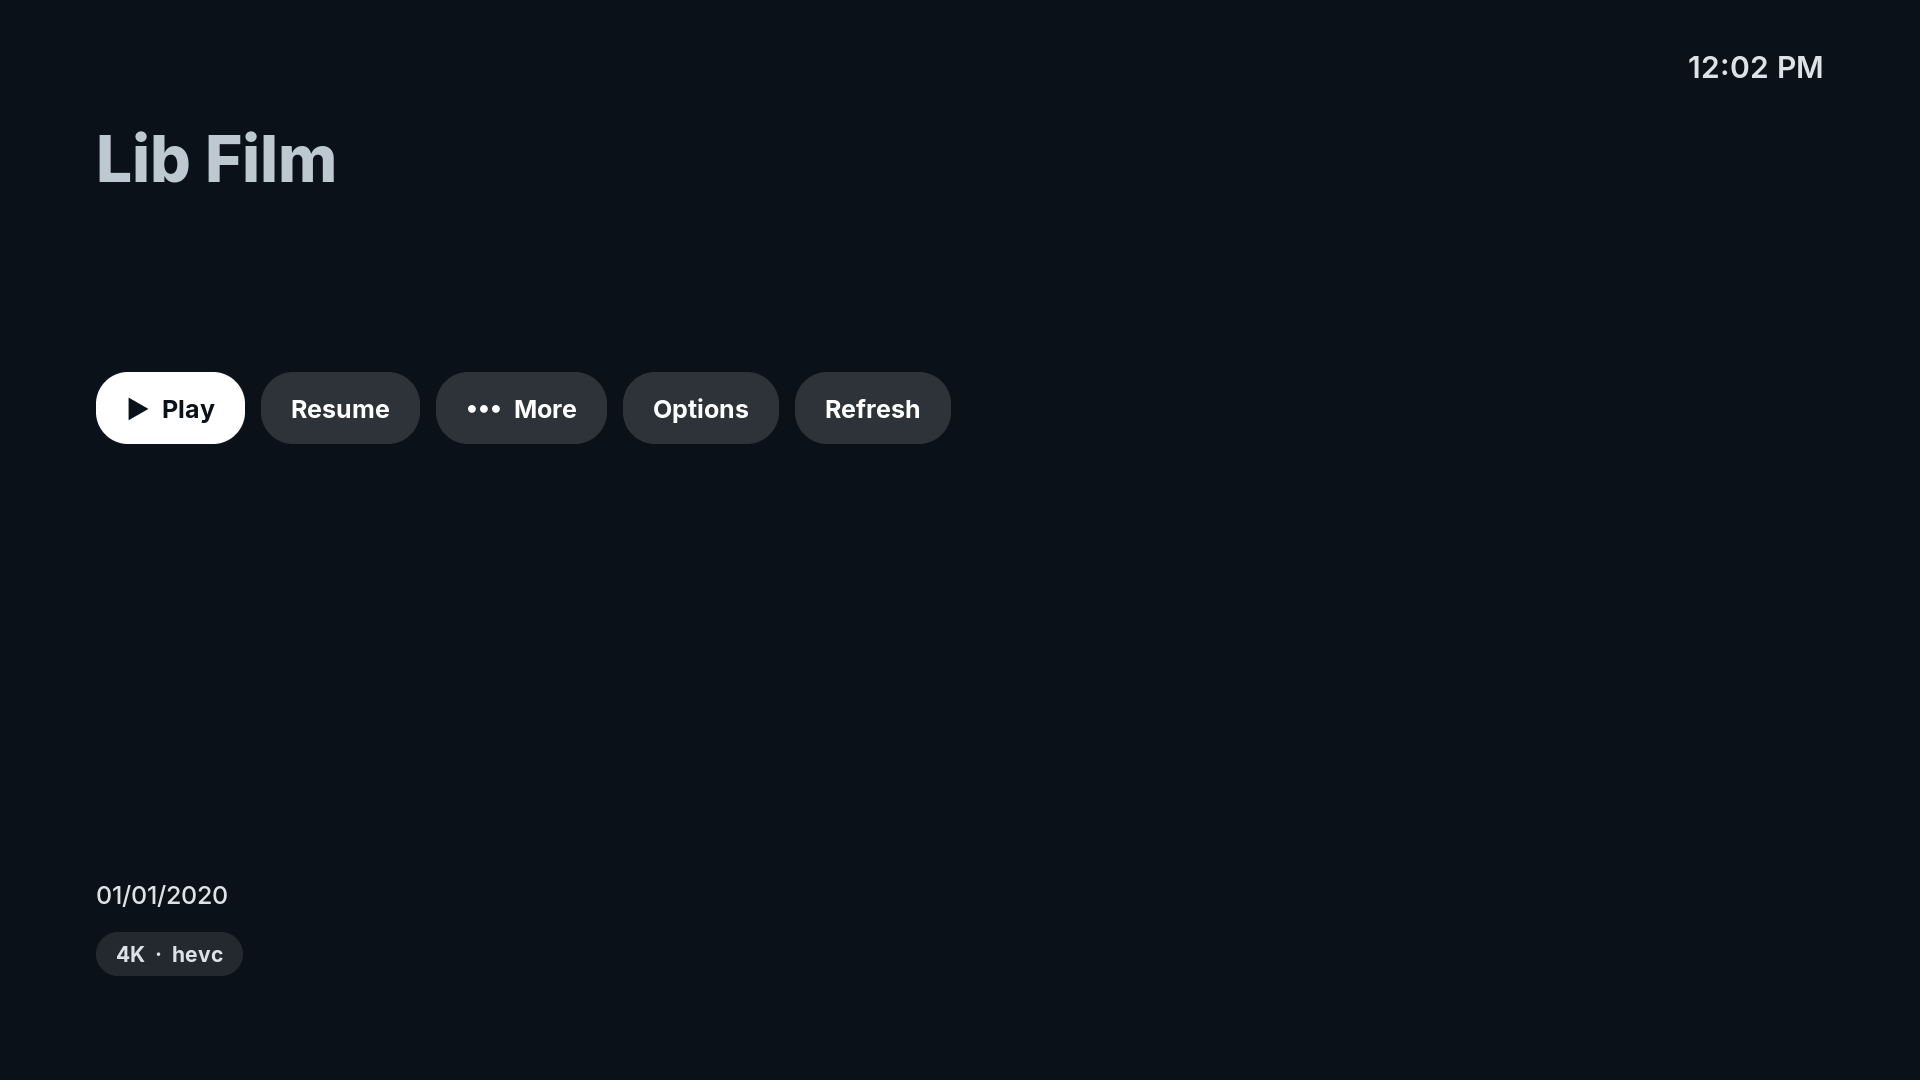 12:02 PM
Lib Film
Play
Resume
More
Options
Refresh
01/01/2020
4K · hevc